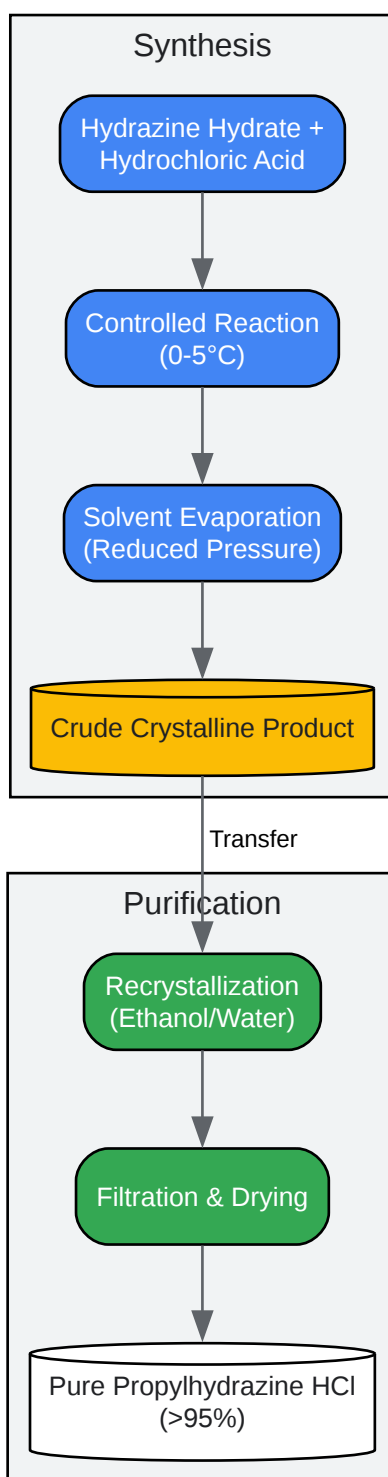 Synthesis
Hydrazine Hydrate +
Hydrochloric Acid
Controlled Reaction
(0-5°C)
Solvent Evaporation
(Reduced Pressure)
Crude Crystalline Product
Transfer
Purification
Recrystallization
(Ethanol/Water)
Filtration & Drying
Pure Propylhydrazine HCl
(>95%)